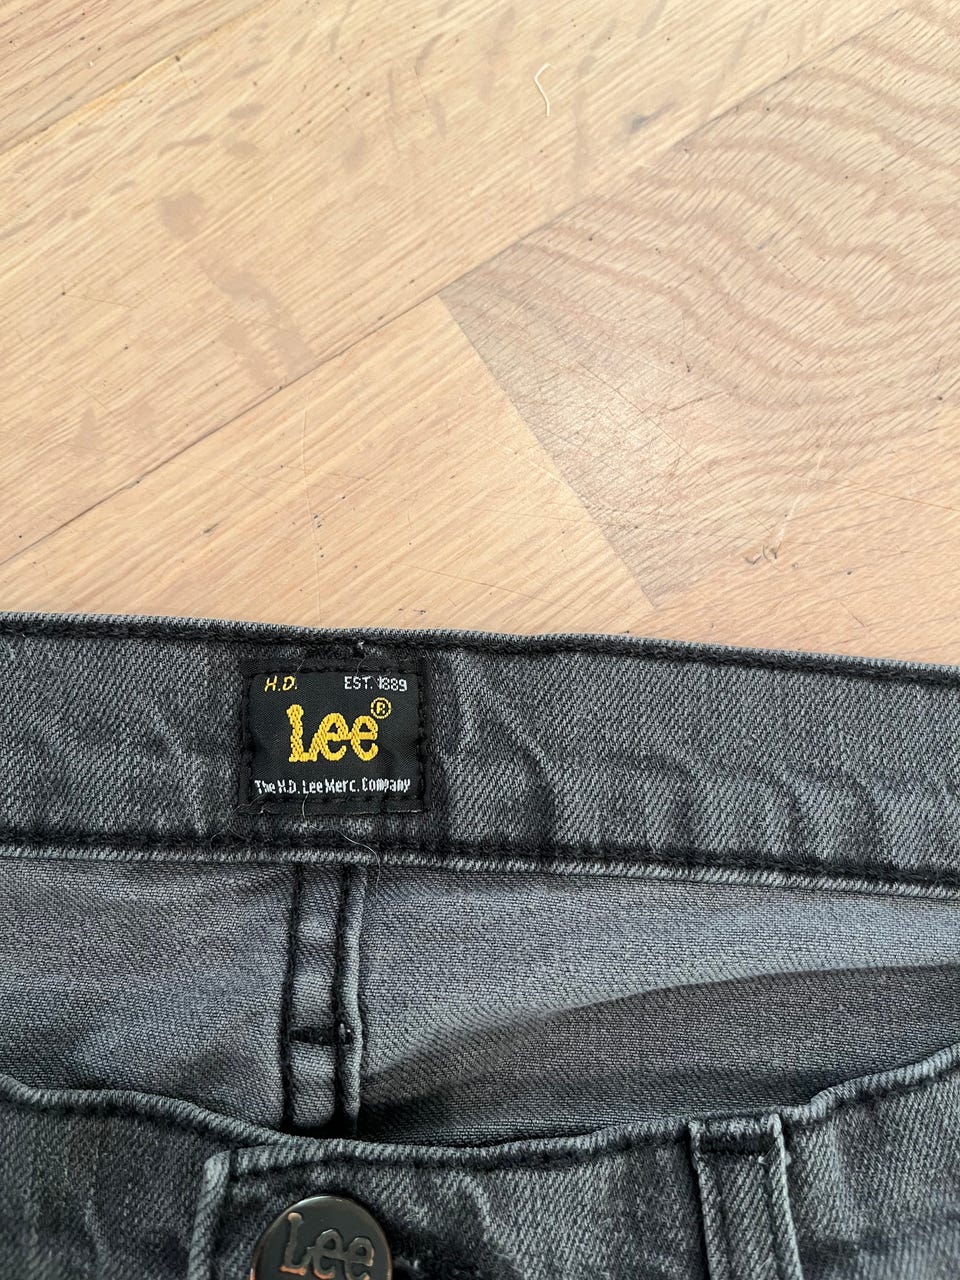 H.D. EST. 1889
Lee®
The H.D. Lee Merc. Company
Lee